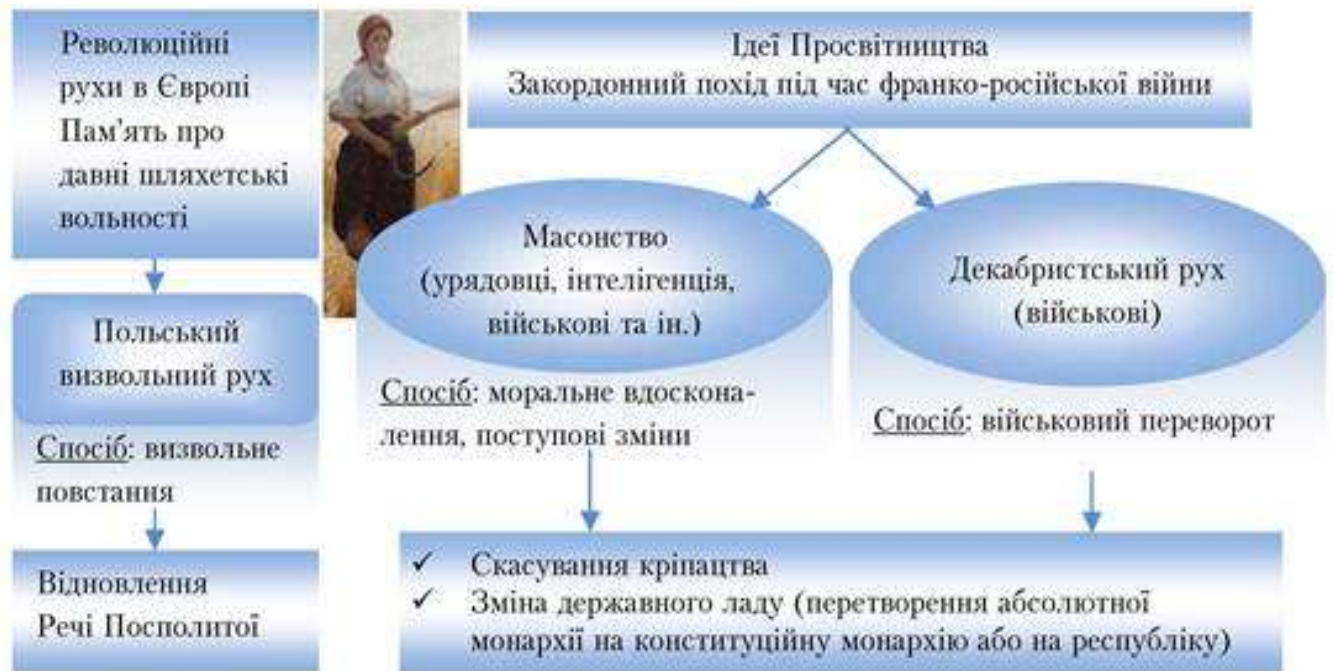 Революційні
рухи в Європі
Пам'ять про
давні шляхетські
вольності
Польський
визвольний рух
Спосіб: визвольне
повстання
Відновлення
Речі Посполитої
Ідеї Просвітництва
Закордонний похід під час франко-російської війни
Масонство
(урядовці, інтелігенція,
військові та ін.)
Спосіб: моральне вдоскона-
лення, поступові зміни
Декабристський рух
(військові)
Спосіб: військовий переворот
✓ Скасування кріпацтва
✓ Зміна державного ладу (перетворення абсолютної
монархії на конституційну монархію або на республіку)